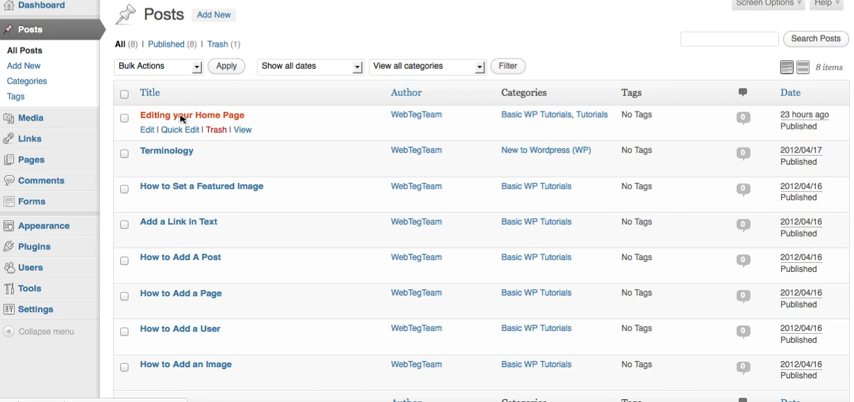 Dashboard
Posts
All Posts
Add New
Categories
Tags
Media
Links
Pages
Comments
Forms
Appearance
Plugins
Users
Tools
Settings
Collapse menu
Screen Options Help
Posts Add New
All (8) | Published (8) | Trash (1)
Search Posts
Bulk Actions Apply Show all dates View all categories Filter 8 items
Title Author Categories Tags Date
Editing your Home Page WebTegTeam Basic WP Tutorials, Tutorials No Tags 0 23 hours ago
Edit | Quick Edit | Trash | View Published
Terminology WebTegTeam New to Wordpress (WP) No Tags 0 2012/04/17
Published
How to Set a Featured Image WebTegTeam Basic WP Tutorials No Tags 0 2012/04/16
Published
Add a Link in Text WebTegTeam Basic WP Tutorials No Tags 0 2012/04/16
Published
How to Add A Post WebTegTeam Basic WP Tutorials No Tags 0 2012/04/16
Published
How to Add a Page WebTegTeam Basic WP Tutorials No Tags 0 2012/04/16
Published
How to Add a User WebTegTeam Basic WP Tutorials No Tags 0 2012/04/16
Published
How to Add an Image WebTegTeam Basic WP Tutorials No Tags 0 2012/04/16
Published
Title Author Categories Tags Date